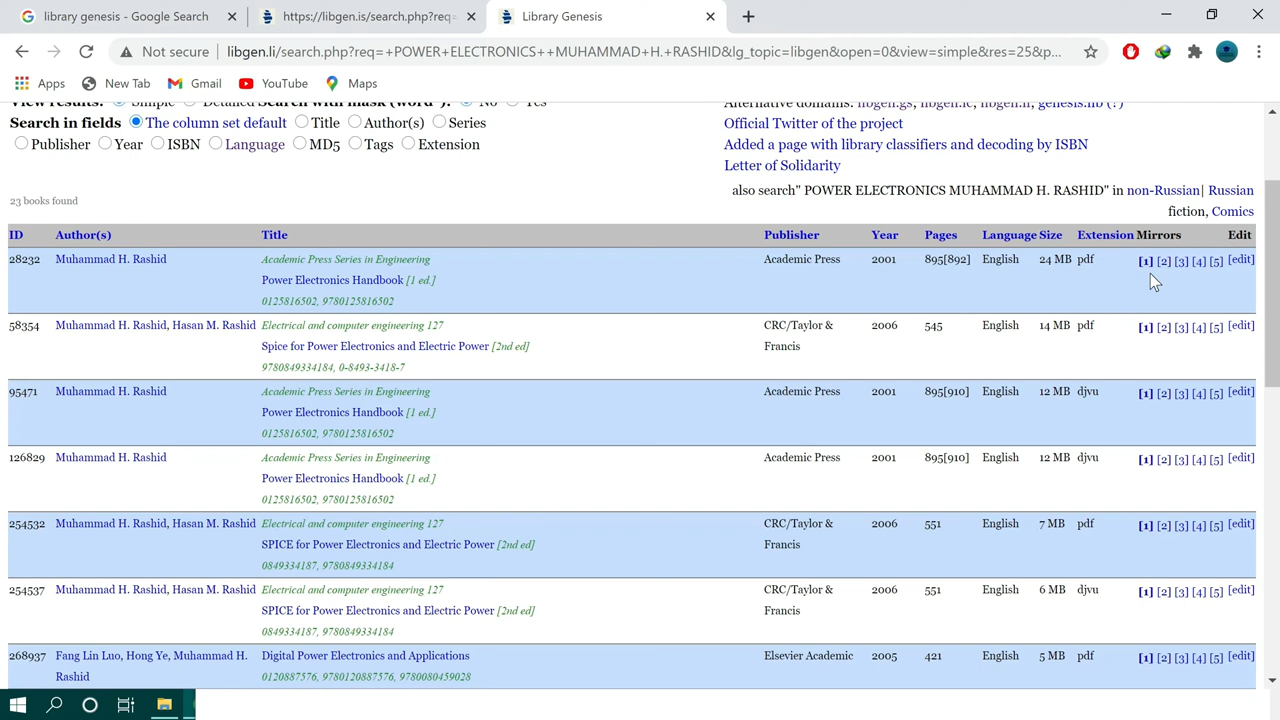 library genesis - Google Search
https://libgen.is/search.php?req=
Library Genesis
Not secure
libgen.li/search.php?req=+POWER+ELECTRONICS++MUHAMMAD+H.+RASHID&lg_topic=libgen&open=0&view=simple&res=25&p...
Apps New Tab Gmail YouTube Maps
View results: Simple Detailed Search with mask (word*): No Yes
Search in fields The column set default Title Author(s) Series
Publisher Year ISBN Language MD5 Tags Extension
Official Twitter of the project
Added a page with library classifiers and decoding by ISBN
Letter of Solidarity
also search" POWER ELECTRONICS MUHAMMAD H. RASHID" in non-Russian| Russian
fiction, Comics
23 books found
ID Author(s) Title Publisher Year Pages Language Size Extension Mirrors Edit
28232 Muhammad H. Rashid Academic Press Series in Engineering Academic Press 2001 895[892] English 24 MB pdf [1] [2] [3] [4] [5] [edit]
Power Electronics Handbook [1 ed.]
0125816502, 9780125816502
58354 Muhammad H. Rashid, Hasan M. Rashid Electrical and computer engineering 127 CRC/Taylor & 2006 545 English 14 MB pdf [1] [2] [3] [4] [5] [edit]
Spice for Power Electronics and Electric Power [2nd ed] Francis
9780849334184, 0-8493-3418-7
95471 Muhammad H. Rashid Academic Press Series in Engineering Academic Press 2001 895[910] English 12 MB djvu [1] [2] [3] [4] [5] [edit]
Power Electronics Handbook [1 ed.]
0125816502, 9780125816502
126829 Muhammad H. Rashid Academic Press Series in Engineering Academic Press 2001 895[910] English 12 MB djvu [1] [2] [3] [4] [5] [edit]
Power Electronics Handbook [1 ed.]
0125816502, 9780125816502
254532 Muhammad H. Rashid, Hasan M. Rashid Electrical and computer engineering 127 CRC/Taylor & 2006 551 English 7 MB pdf [1] [2] [3] [4] [5] [edit]
SPICE for Power Electronics and Electric Power [2nd ed] Francis
0849334187, 9780849334184
254537 Muhammad H. Rashid, Hasan M. Rashid Electrical and computer engineering 127 CRC/Taylor & 2006 551 English 6 MB djvu [1] [2] [3] [4] [5] [edit]
SPICE for Power Electronics and Electric Power [2nd ed] Francis
0849334187, 9780849334184
268937 Fang Lin Luo, Hong Ye, Muhammad H. Digital Power Electronics and Applications Elsevier Academic 2005 421 English 5 MB pdf [1] [2] [3] [4] [5] [edit]
Rashid 0120887576, 9780120887576, 9780080459028